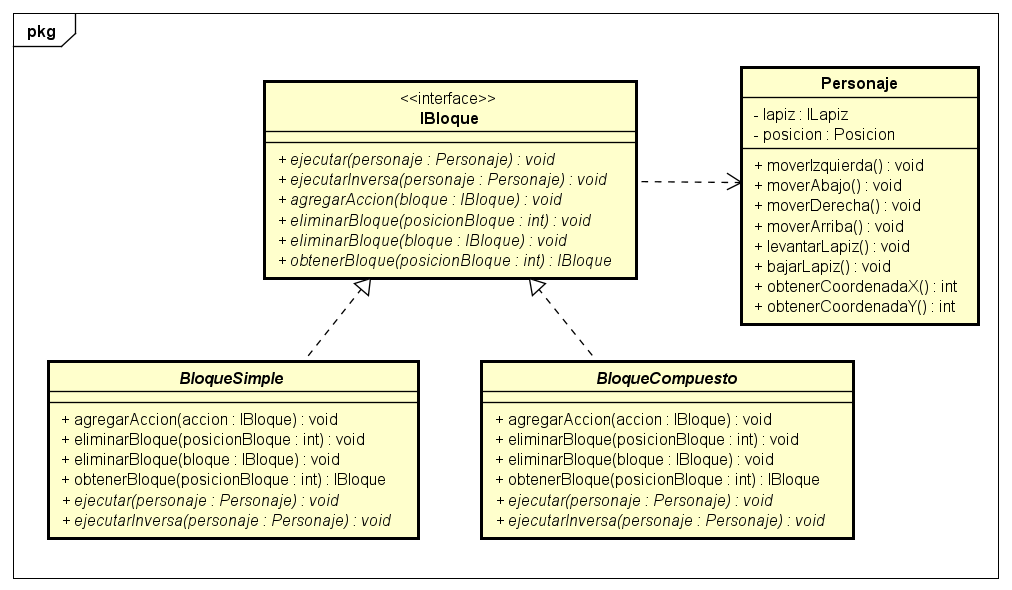 pkg
<<interface>>
IBloque
+ ejecutar(personaje : Personaje) : void
+ ejecutarInversa(personaje : Personaje) : void
+ agregarAccion(bloque : IBloque) : void
+ eliminarBloque(posicionBloque : int) : void
+ eliminarBloque(bloque : IBloque) : void
+ obtenerBloque(posicionBloque : int) : IBloque
Personaje
- lapiz : ILapiz
- posicion : Posicion
+ moverIzquierda() : void
+ moverAbajo() : void
+ moverDerecha() : void
+ moverArriba() : void
+ levantarLapiz() : void
+ bajarLapiz() : void
+ obtenerCoordenadaX() : int
+ obtenerCoordenadaY() : int
BloqueSimple
+ agregarAccion(accion : IBloque) : void
+ eliminarBloque(posicionBloque : int) : void
+ eliminarBloque(bloque : IBloque) : void
+ obtenerBloque(posicionBloque : int) : IBloque
+ ejecutar(personaje : Personaje) : void
+ ejecutarInversa(personaje : Personaje) : void
BloqueCompuesto
+ agregarAccion(accion : IBloque) : void
+ eliminarBloque(posicionBloque : int) : void
+ eliminarBloque(bloque : IBloque) : void
+ obtenerBloque(posicionBloque : int) : IBloque
+ ejecutar(personaje : Personaje) : void
+ ejecutarInversa(personaje : Personaje) : void